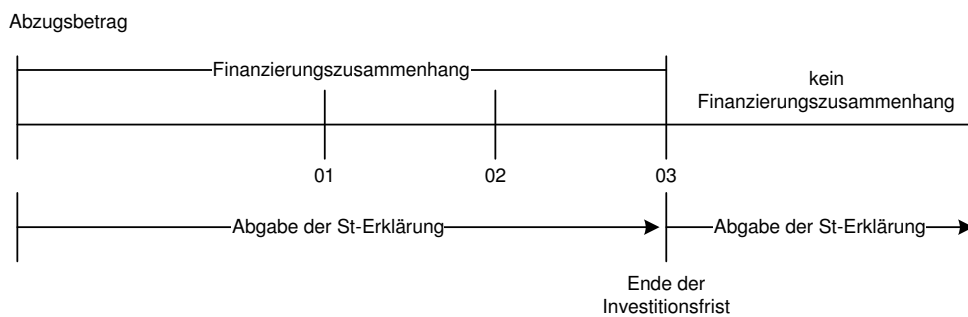 Abzugsbetrag
Finanzierungszusammenhang
kein
Finanzierungszusammenhang
01
02
03
Abgabe der St-Erklärung
Abgabe der St-Erklärung
Ende der
Investitionsfrist